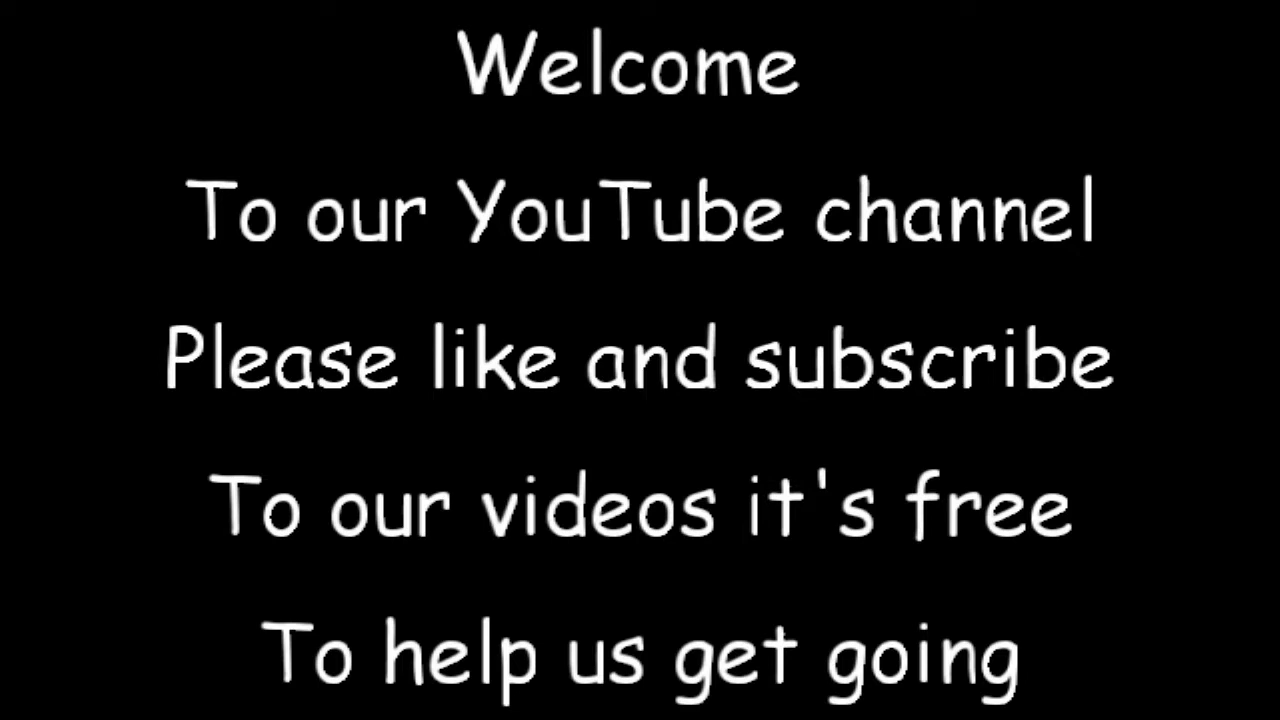 Welcome
To our YouTube channel
Please like and subscribe
To our videos it's free
To help us get going